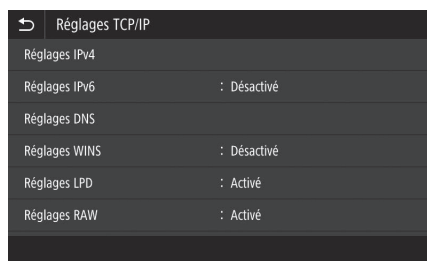 Réglages TCP/IP
Réglages IPv4
Réglages IPv6 : Désactivé
Réglages DNS
Réglages WINS : Désactivé
Réglages LPD : Activé
Réglages RAW : Activé